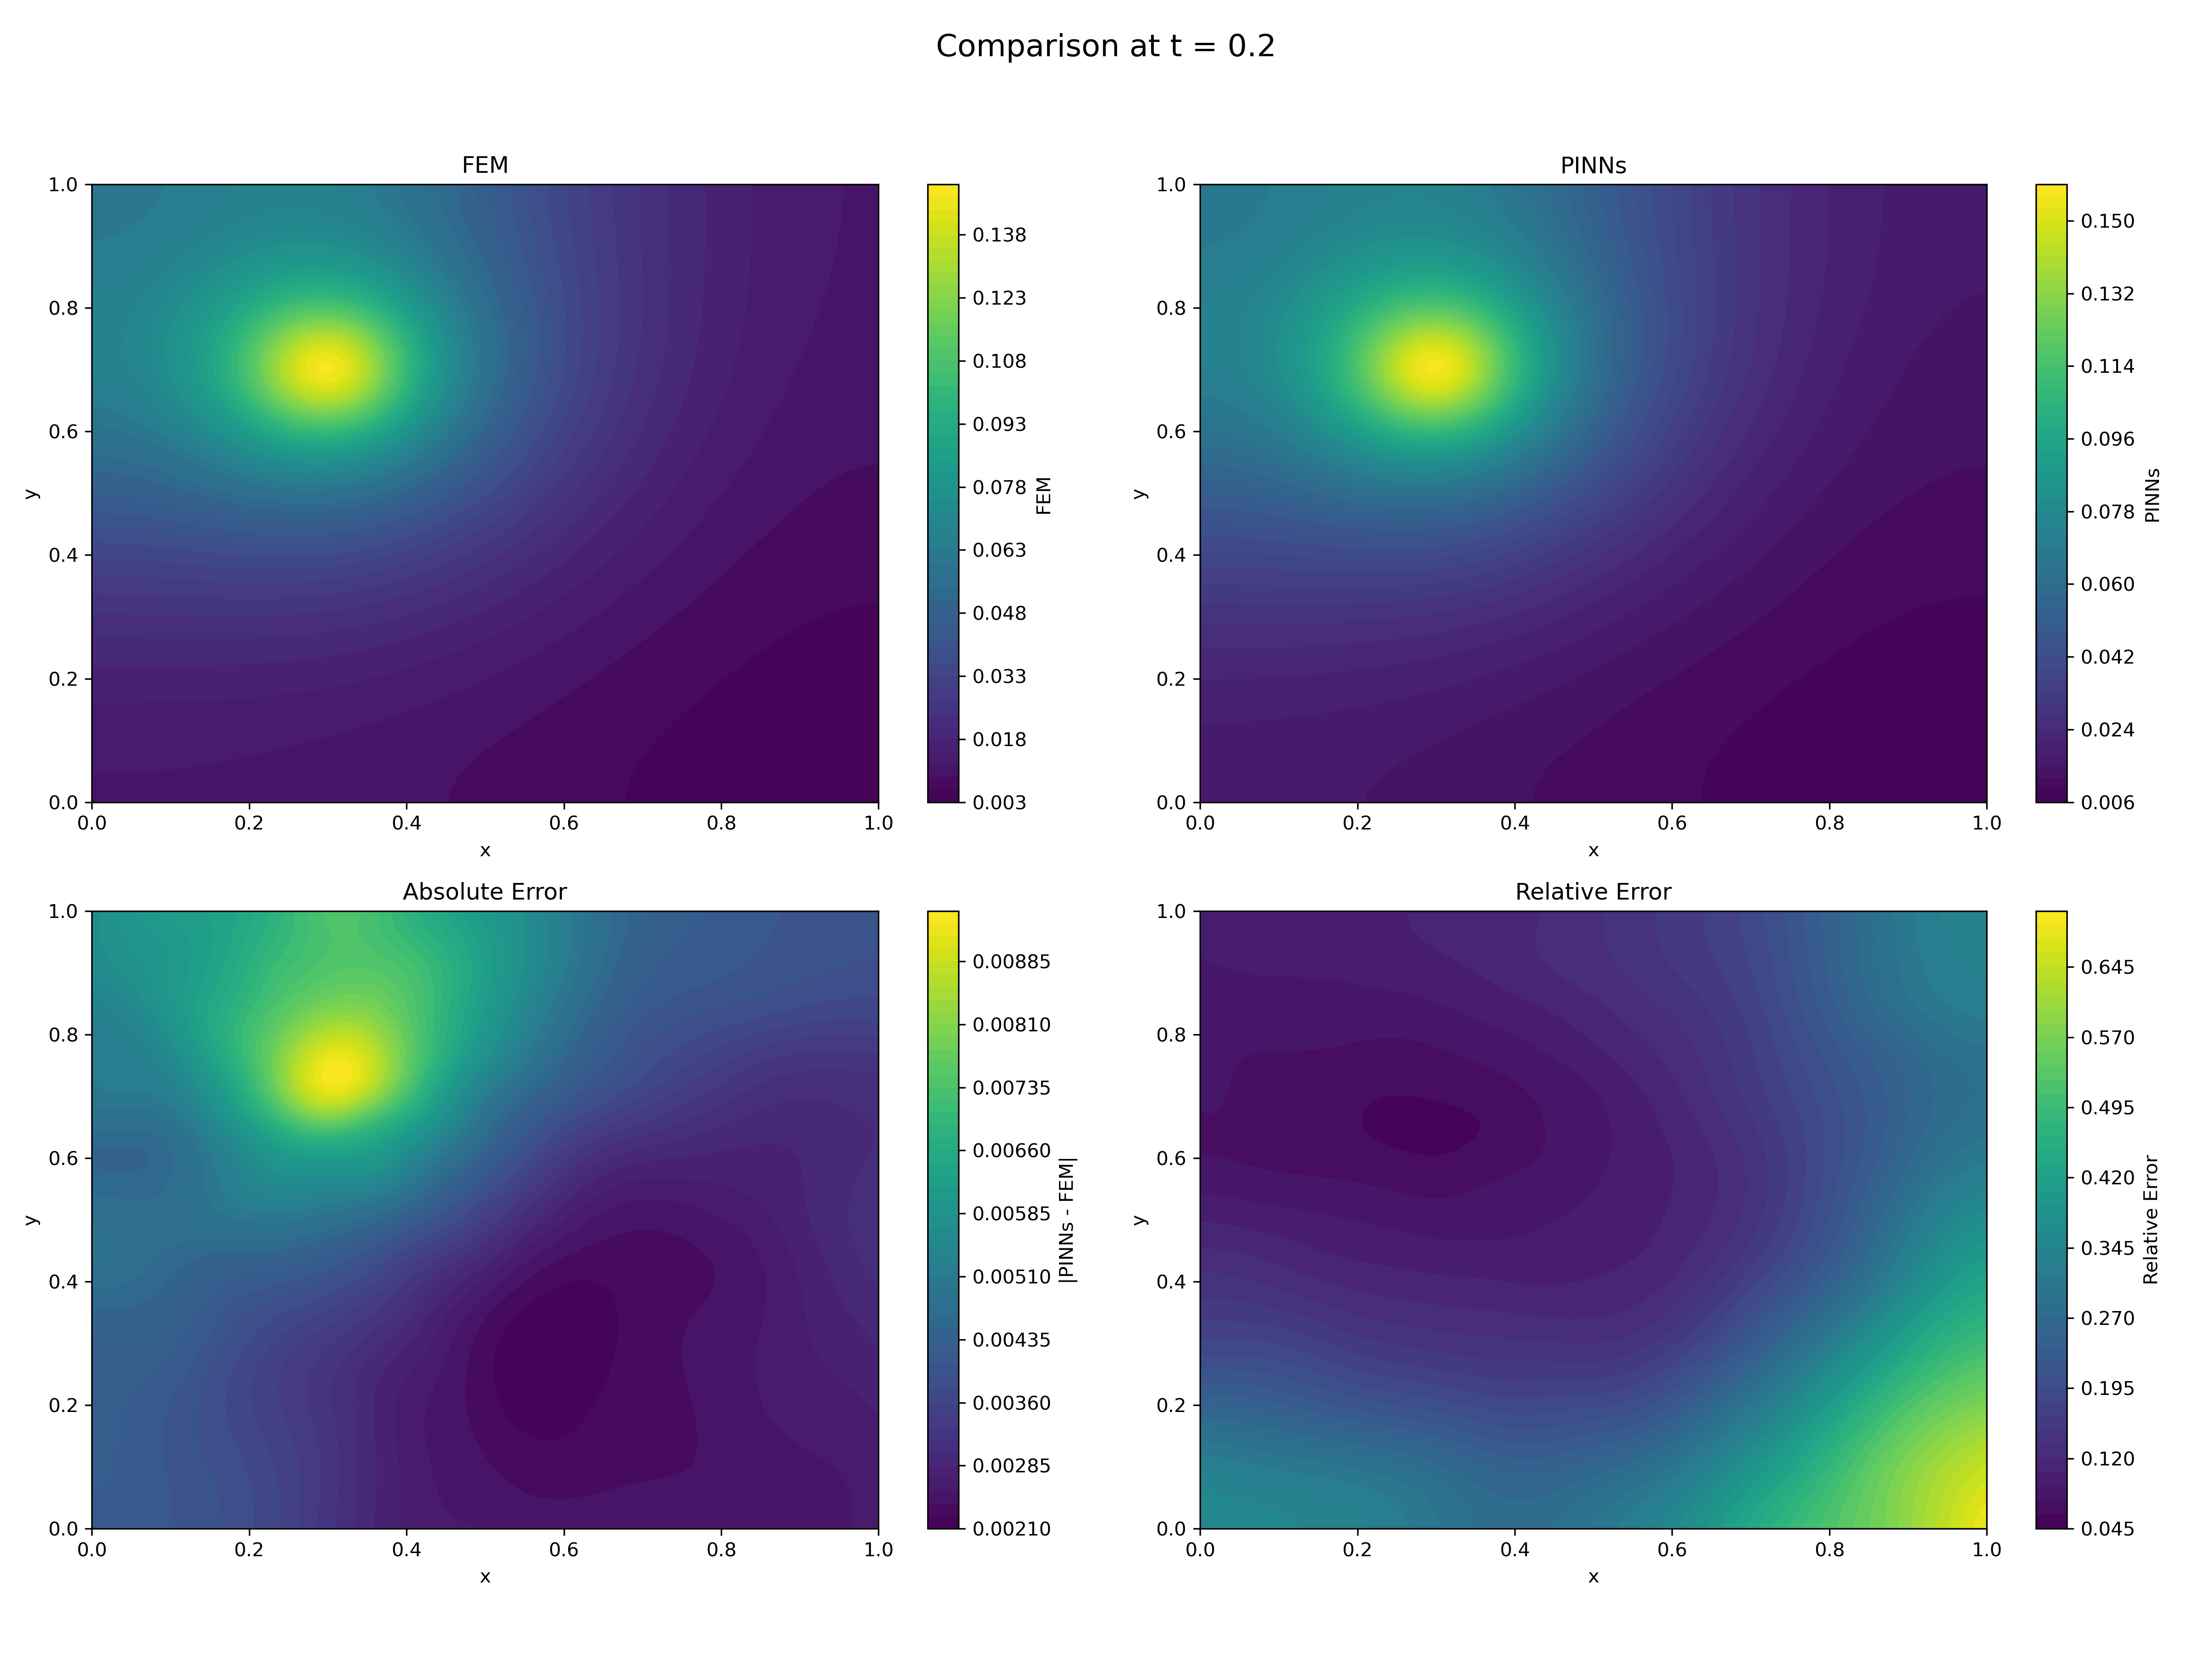 Comparison at t = 0.2
FEM
1.0
0.8
0.6
0.4
0.2
0.0
y
0.0 0.2 0.4 0.6 0.8 1.0
x
0.138
0.123
0.108
0.093
0.078
0.063
0.048
0.033
0.018
0.003
FEM
PINNs
1.0
0.8
0.6
0.4
0.2
0.0
y
0.0 0.2 0.4 0.6 0.8 1.0
x
0.150
0.132
0.114
0.096
0.078
0.060
0.042
0.024
0.006
PINNs
Absolute Error
1.0
0.8
0.6
0.4
0.2
0.0
y
0.0 0.2 0.4 0.6 0.8 1.0
x
0.00885
0.00810
0.00735
0.00660
0.00585
0.00510
0.00435
0.00360
0.00285
0.00210
|PINNs - FEM|
Relative Error
1.0
0.8
0.6
0.4
0.2
0.0
y
0.0 0.2 0.4 0.6 0.8 1.0
x
0.645
0.570
0.495
0.420
0.345
0.270
0.195
0.120
0.045
Relative Error